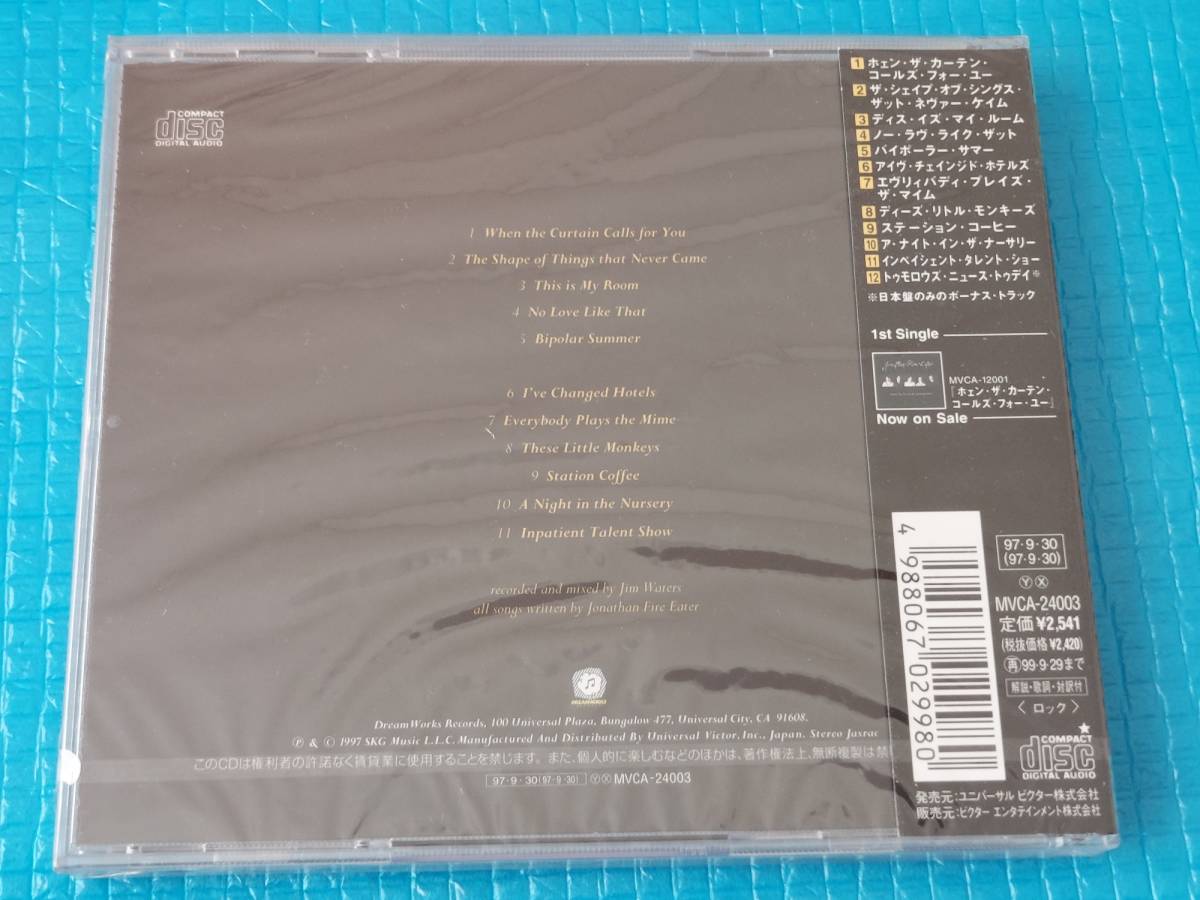 COMPACT
disc
DIGITAL AUDIO
1 When the Curtain Calls for You
2 The Shape of Things that Never Came
3 This is My Room
4 No Love Like That
5 Bipolar Summer
6 I've Changed Hotels
7 Everybody Plays the Mime
8 These Little Monkeys
9 Station Coffee
10 A Night in the Nursery
11 Inpatient Talent Show
recorded and mixed by Jim Waters
all songs written by Jonathan Fire Eater
DREAMWORKS
DreamWorks Records, 100 Universal Plaza, Bungalow 477, Universal City, CA 91608.
Ⓟ & © 1997 SKG Music L.L.C. Manufactured And Distributed By Universal Victor, Inc., Japan. Stereo Jasrac
このCDは権利者の許諾なく賃貸業に使用することを禁じます。また、個人的に楽しむなどのほかは、著作権法上、無断複製は禁
97・9・30(97・9・30) ⓎⓍ MVCA-24003
1 ホェン・ザ・カーテン・
コールズ・フォー・ユー
2 ザ・シェイプ・オブ・シングス・
ザット・ネヴァー・ケイム
3 ディス・イズ・マイ・ルーム
4 ノー・ラヴ・ライク・ザット
5 バイポーラー・サマー
6 アイヴ・チェインジド・ホテルズ
7 エヴリィバディ・プレイズ・
ザ・マイム
8 ディーズ・リトル・モンキーズ
9 ステーション・コーヒー
10 ア・ナイト・イン・ザ・ナーサリー
11 インペイシェント・タレント・ショー
12 トゥモロウズ・ニュース・トゥデイ※
※日本盤のみのボーナス・トラック
1st Single
MVCA-12001
「ホェン・ザ・カーテン・
コールズ・フォー・ユー」
Now on Sale
4 988067 029980
97・9・30
(97・9・30)
ⓎⓍ
MVCA-24003
定価¥2,541
(税抜価格¥2,420)
㊞99・9・29まで
解説・歌詞・対訳付
〈 ロック 〉
COMPACT
disc
DIGITAL AUDIO
発売元:ユニバーサル ビクター株式会社
販売元:ビクター エンタテインメント株式会社